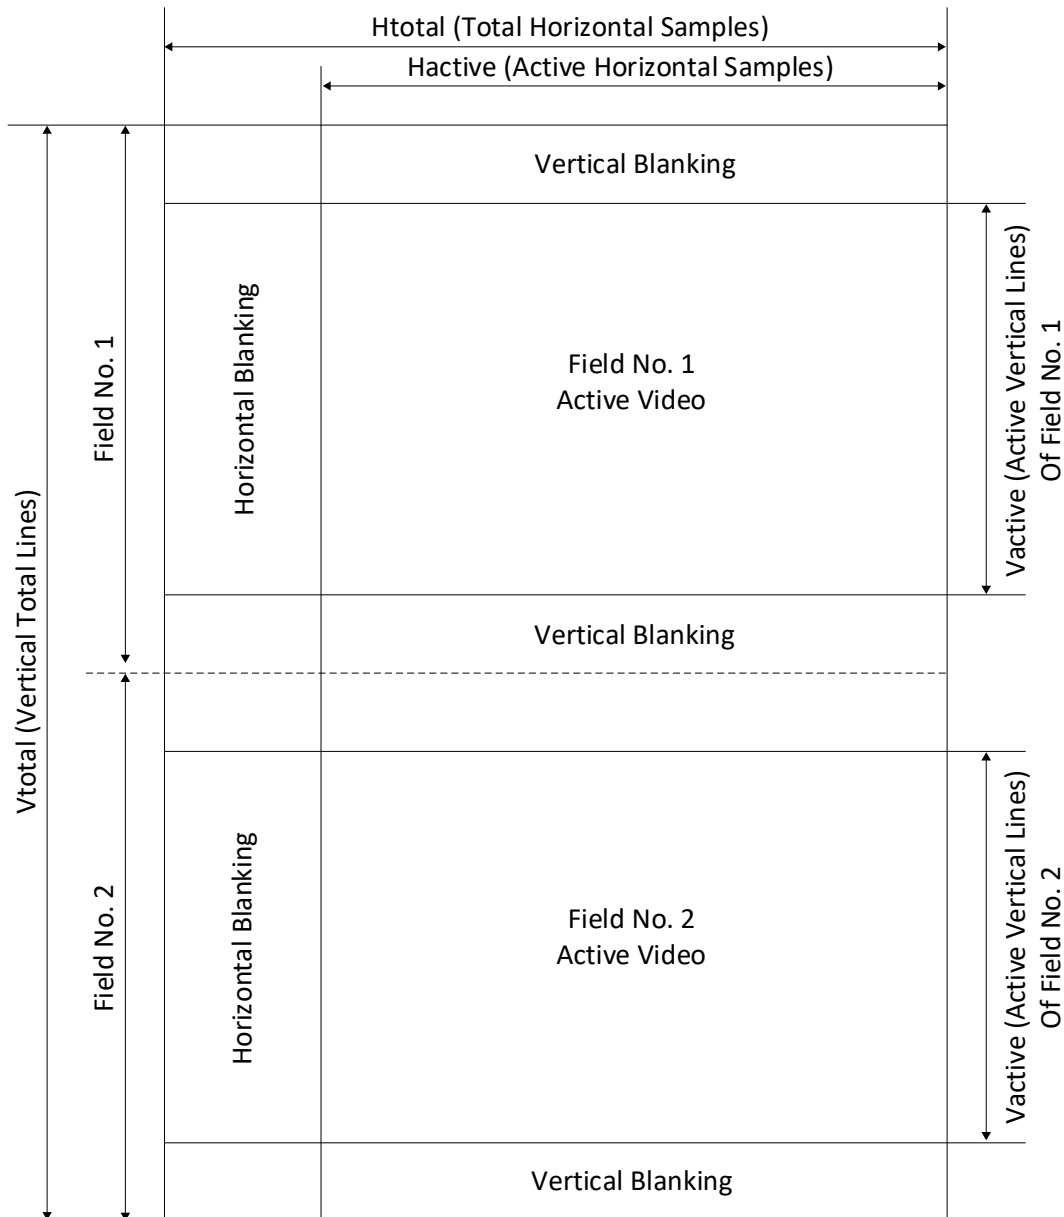 Htotal (Total Horizontal Samples)
Hactive (Active Horizontal Samples)
Vertical Blanking
Vtotal (Vertical Total Lines)
Field No. 1
Horizontal Blanking
Field No. 1
Active Video
Vactive (Active Vertical Lines)
Of Field No. 1
Vertical Blanking
Field No. 2
Horizontal Blanking
Field No. 2
Active Video
Vactive (Active Vertical Lines)
Of Field No. 2
Vertical Blanking